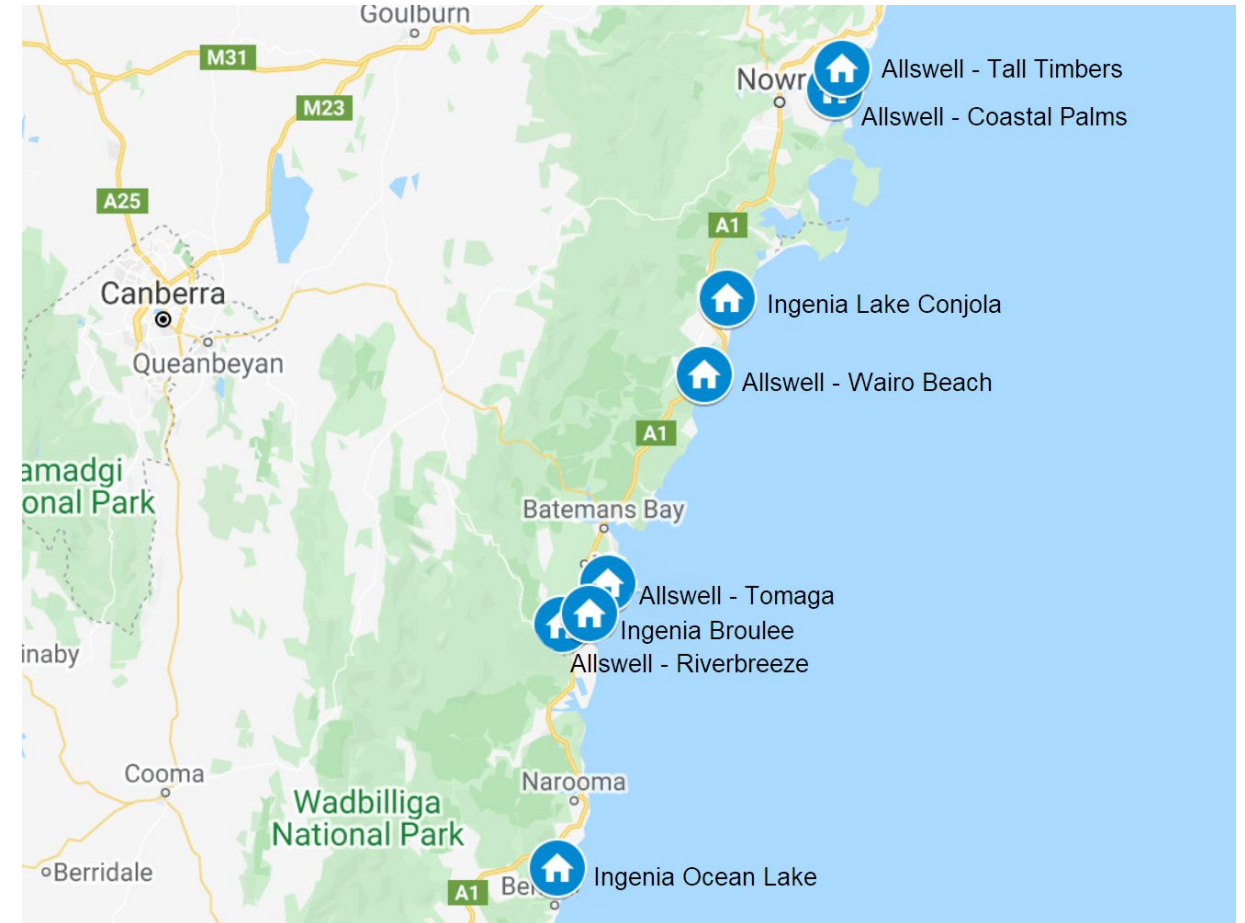 Goulburn
M31
Allswell - Tall Timbers
Nowr
M23
Allswell - Coastal Palms
A25
A1
Canberra
Ingenia Lake Conjola
Queanbeyan
Allswell - Wairo Beach
A1
amadgi
onal Park
Batemans Bay
Allswell - Tomaga
Ingenia Broulee
inaby
Allswell - Riverbreeze
Cooma
Narooma
Wadbilliga
National Park
Berridale
Ingenia Ocean Lake
A1
Be